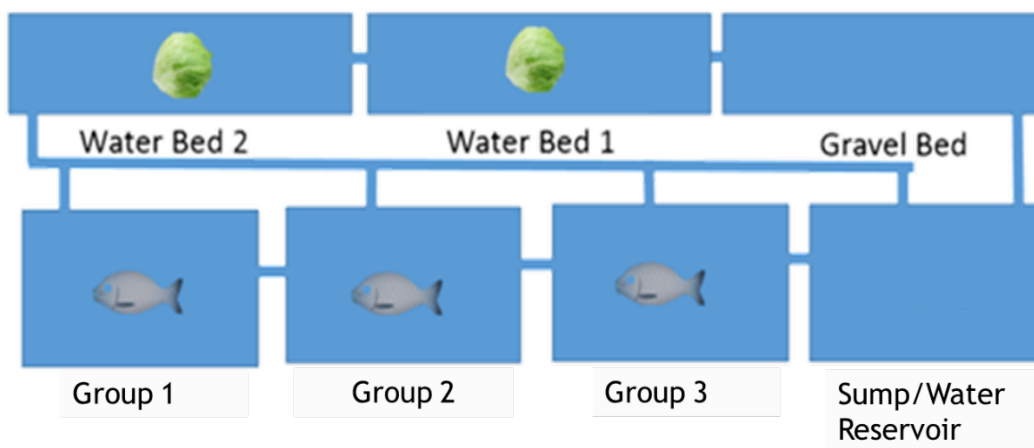 Water Bed 2
Water Bed 1
Gravel Bed
Group 1
Group 2
Group 3
Sump/Water
Reservoir